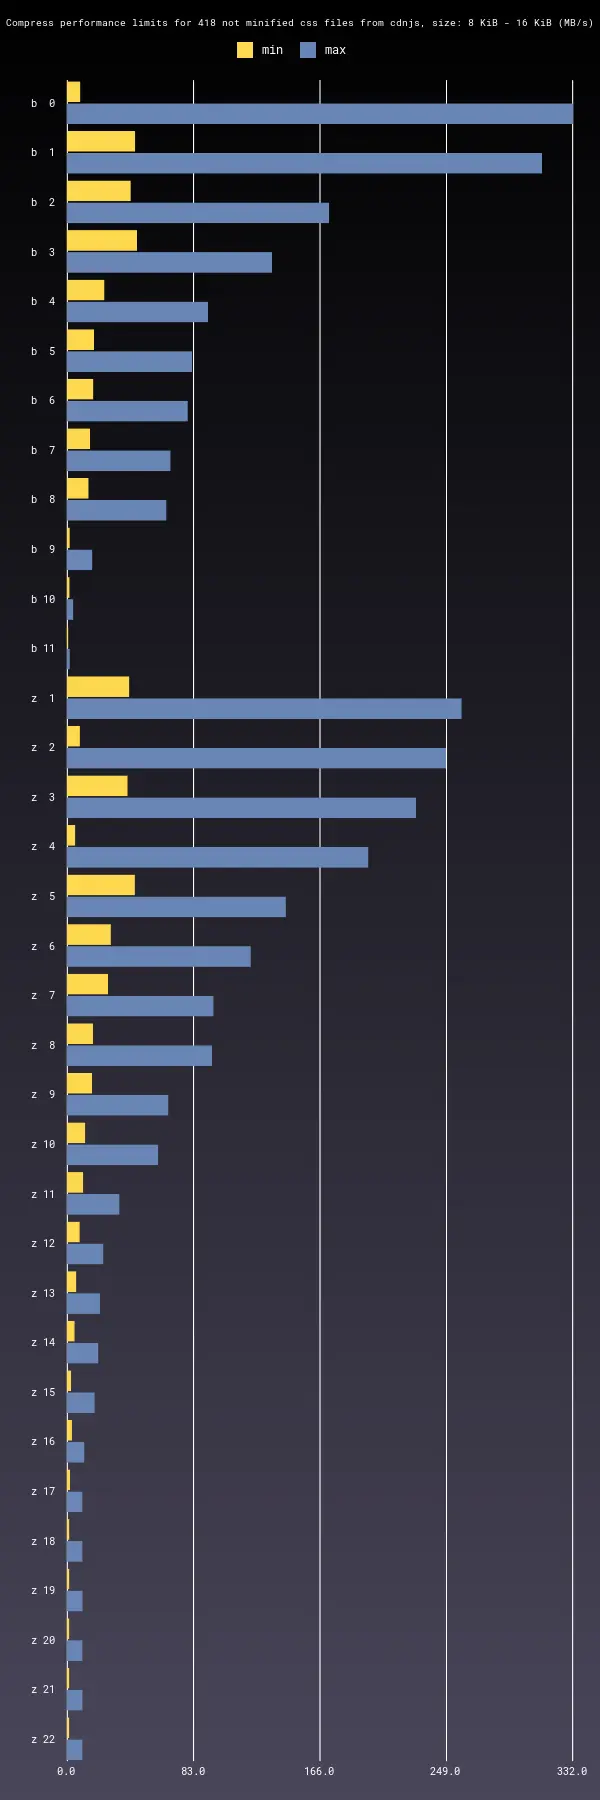 Compress performance limits for 418 not minified css files from cdnjs, size: 8 KiB - 16 KiB (MB/s)
min max
b 0
b 1
b 2
b 3
b 4
b 5
b 6
b 7
b 8
b 9
b 10
b 11
z 1
z 2
z 3
z 4
z 5
z 6
z 7
z 8
z 9
z 10
z 11
z 12
z 13
z 14
z 15
z 16
z 17
z 18
z 19
z 20
z 21
z 22
0.0 83.0 166.0 249.0 332.0